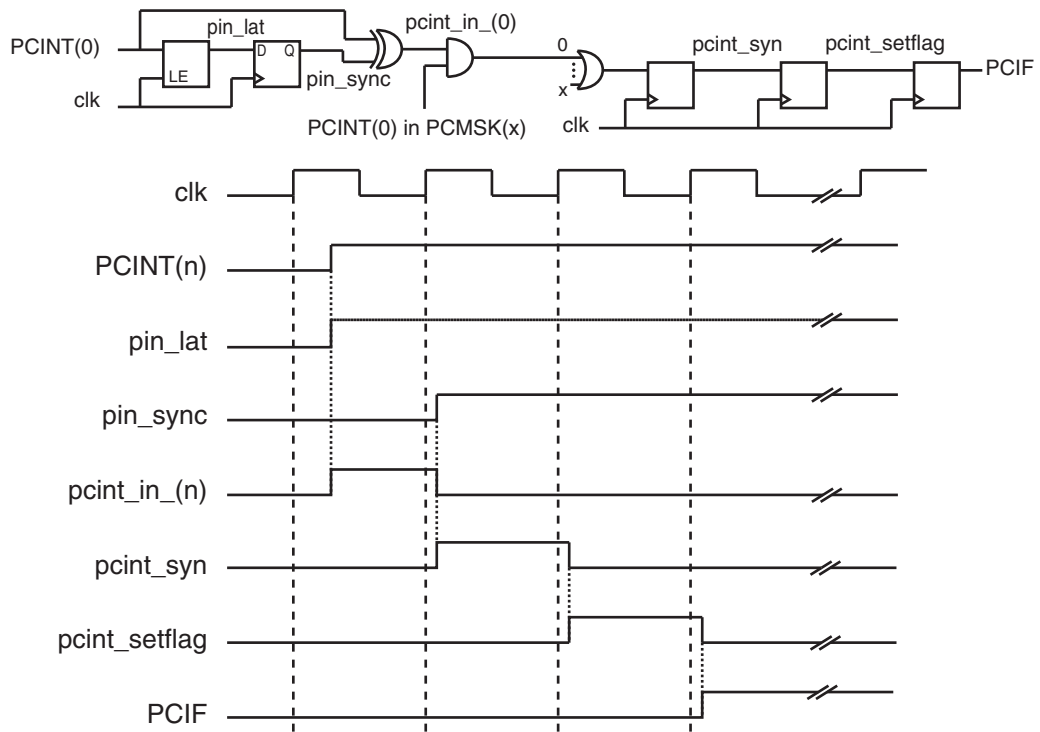 pin_lat
pcint_in_(0)
PCINT(0)
D Q
LE
pin_sync
clk
PCINT(0) in PCMSK(x)
0
x
clk
pcint_syn
pcint_setflag
PCIF
clk
PCINT(n)
pin_lat
pin_sync
pcint_in_(n)
pcint_syn
pcint_setflag
PCIF